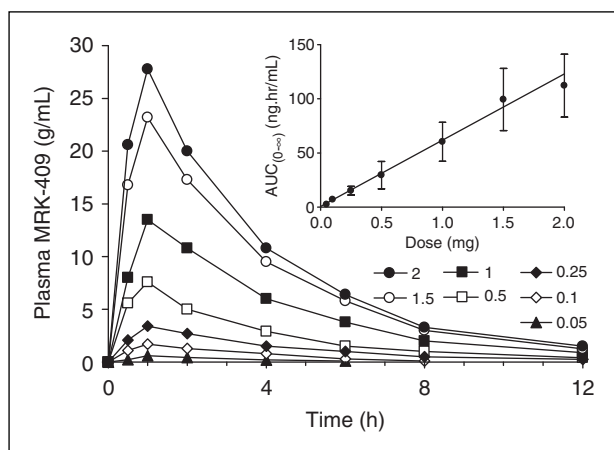 Plasma MRK-409 (g/mL)
35
30
25
20
15
10
5
0
0 4 8 12
Time (h)
AUC(0–∞) (ng.hr/mL)
150
100
50
0
0.0 0.5 1.0 1.5 2.0
Dose (mg)
2 1 0.25
1.5 0.5 0.1
0.05